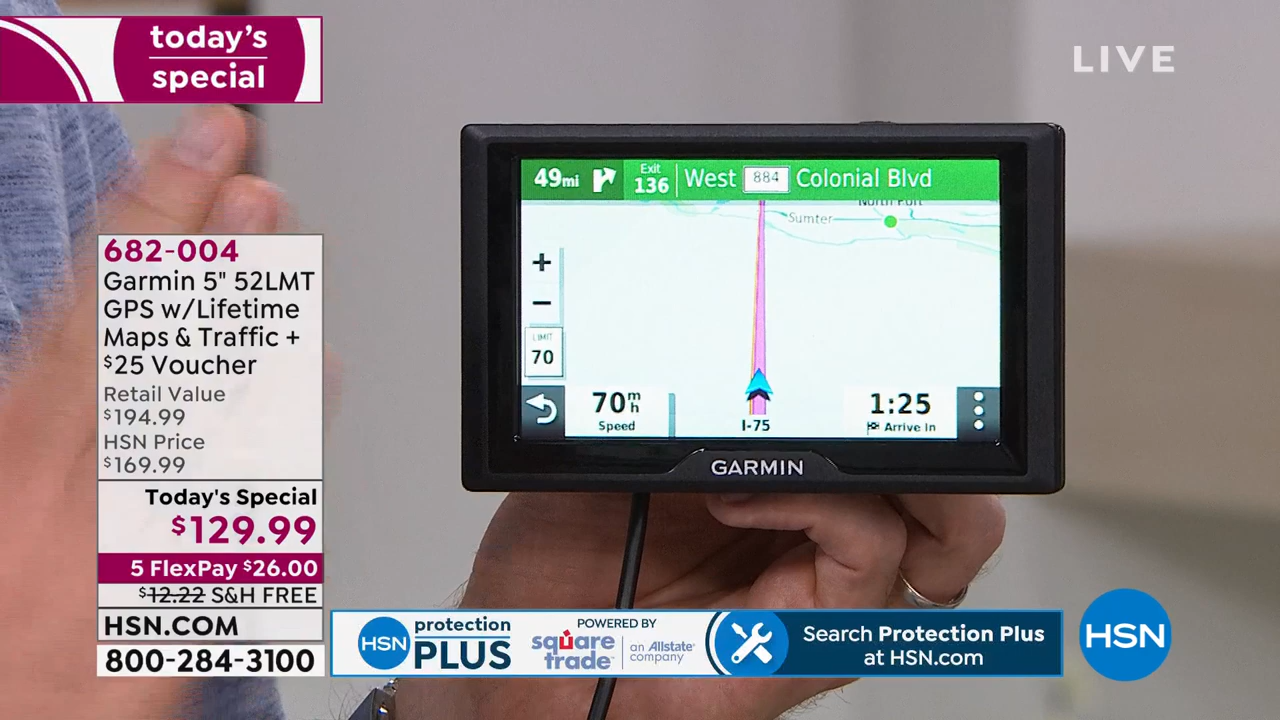 today's
special
LIVE
682-004
Garmin 5" 52LMT
GPS w/Lifetime
Maps & Traffic +
$25 Voucher
Retail Value
$194.99
HSN Price
$169.99
Today's Special
$129.99
5 FlexPay $26.00
$12.22 S&H FREE
HSN.COM
800-284-3100
49mi
Exit
136
West 884 Colonial Blvd
North Port
Sumter
+
−
LIMIT
70
70 mh
Speed
I-75
1:25
Arrive In
GARMIN
HSN
protection
PLUS
POWERED BY
square
trade
an Allstate
company
Search Protection Plus
at HSN.com
HSN